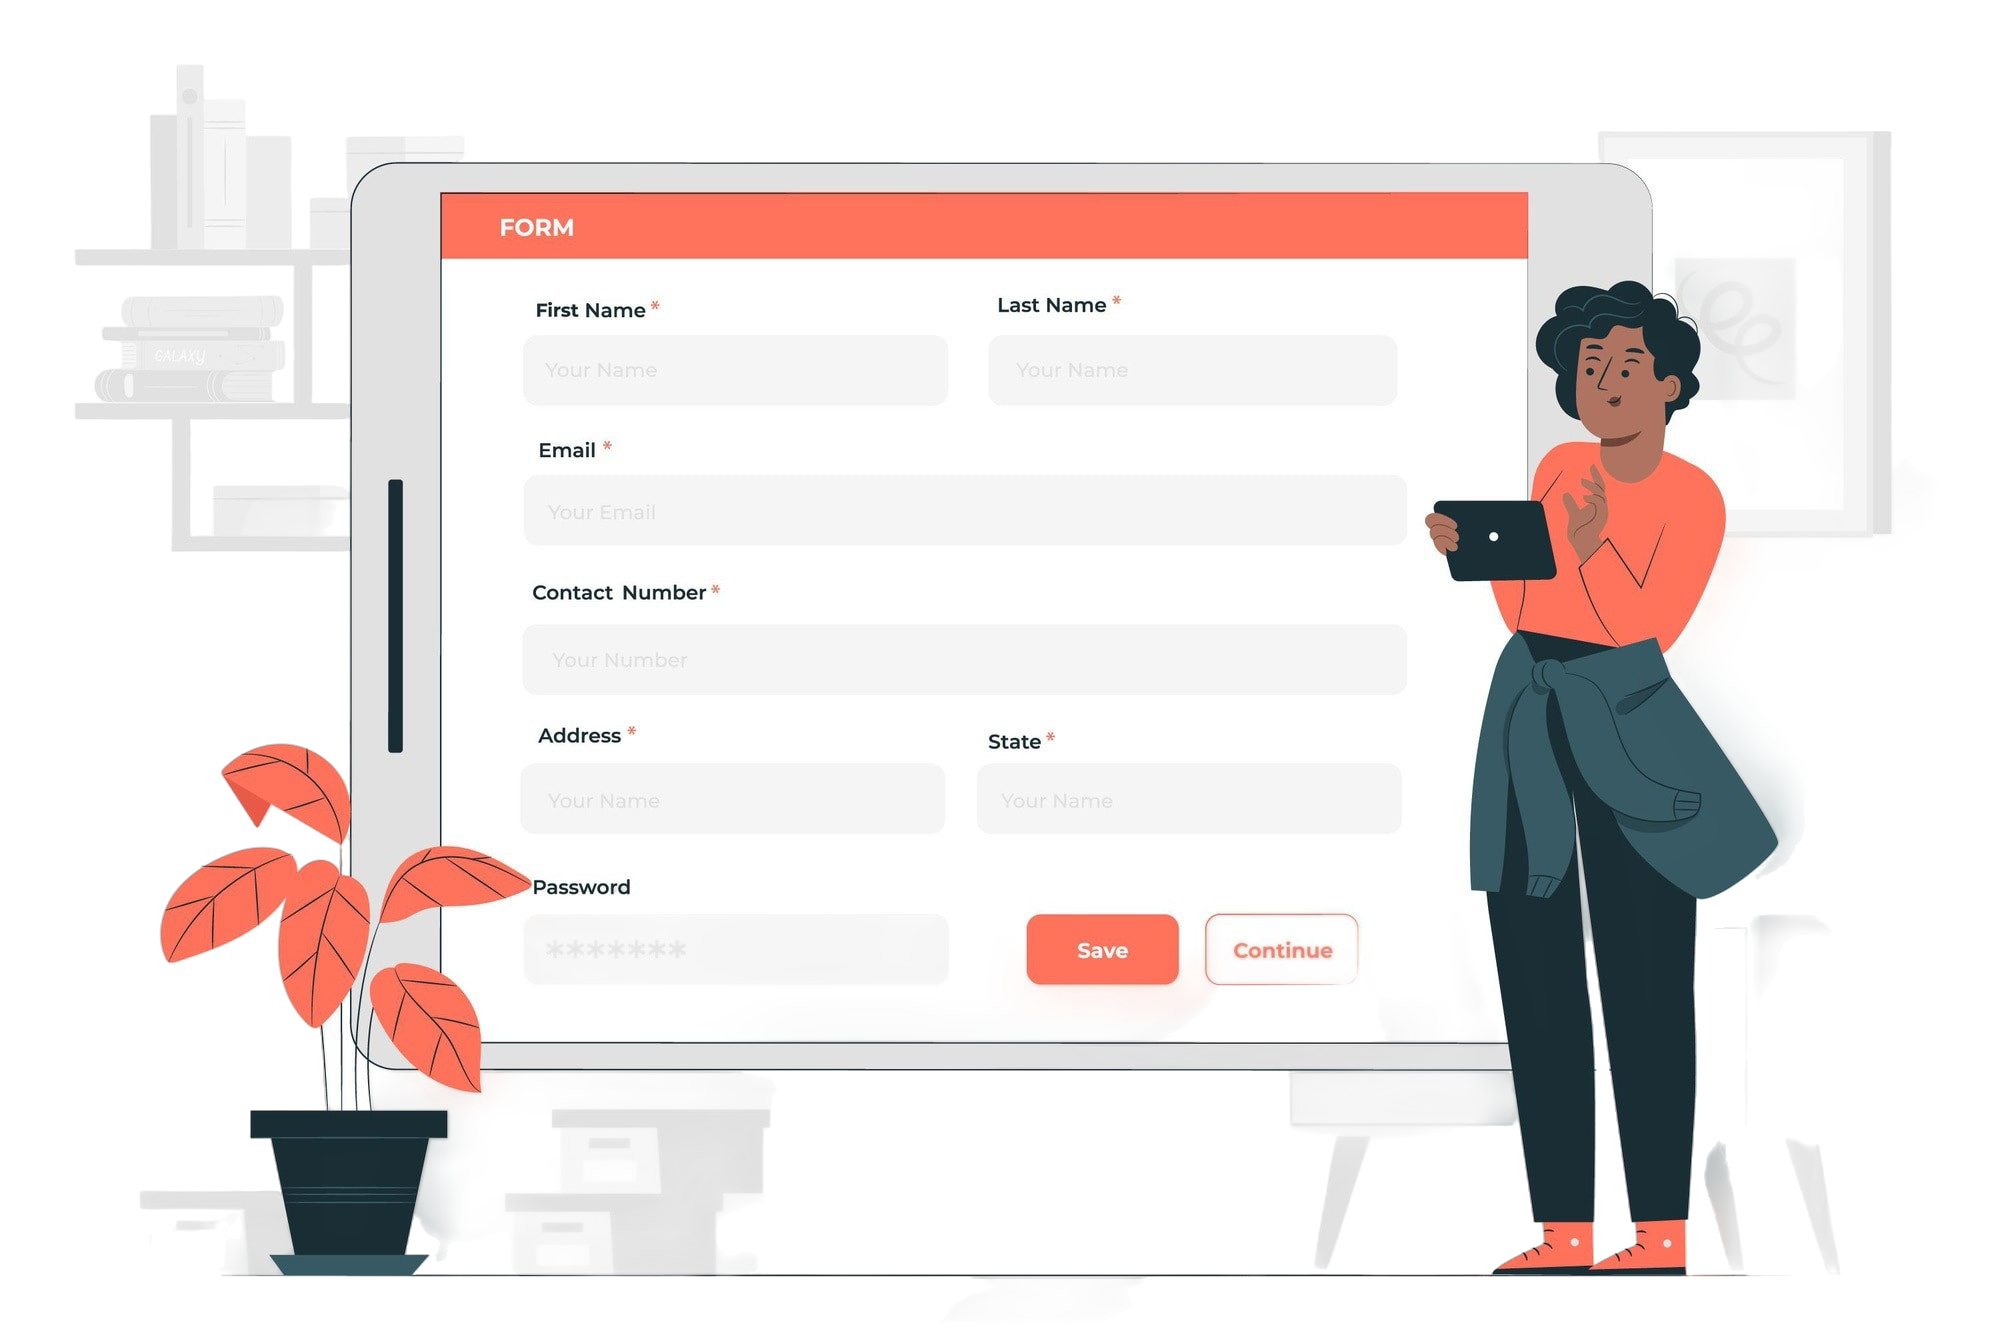 FORM
First Name *
Last Name *
Your Name
Your Name
Email *
Your Email
GALAXY
Contact Number *
Your Number
Address *
State *
Your Name
Your Name
Password
*******
Save
Continue